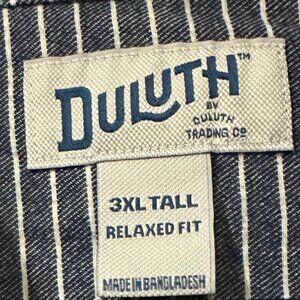 DULUTH™
BY
DULUTH
TRADING CO
3XL TALL
RELAXED FIT
MADE IN BANGLADESH